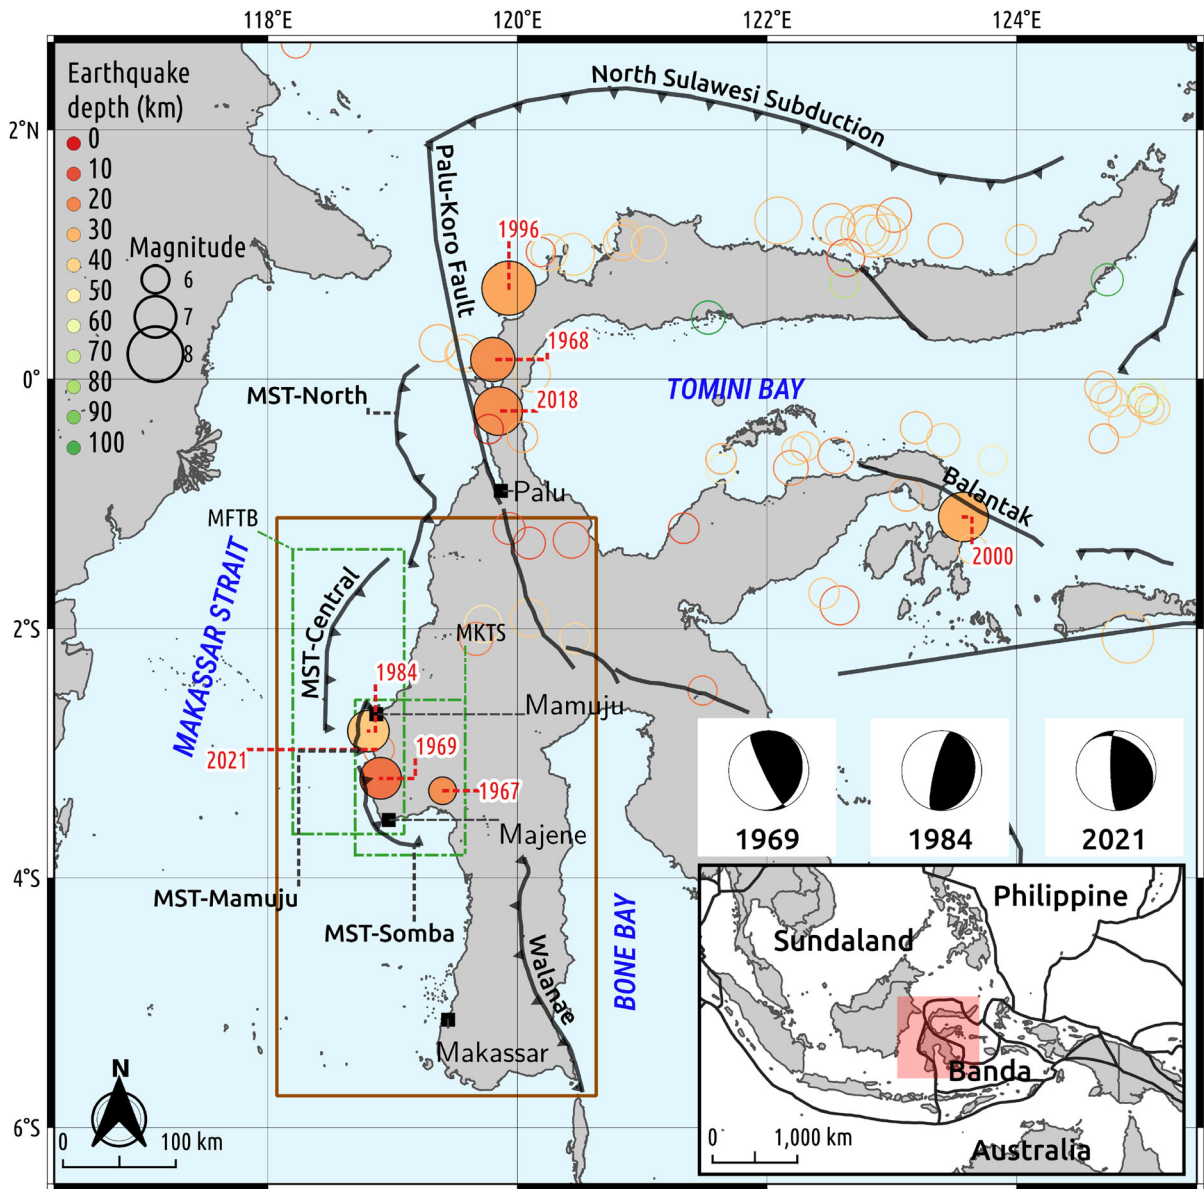 118°E
120°E
122°E
124°E
2°N
0°
2°S
4°S
6°S
Earthquake
depth (km)
0
10
20
30
40
50
60
70
80
90
100
Magnitude
6
7
8
North Sulawesi Subduction
Palu-Koro Fault
1996
1968
2018
MST-North
TOMINI BAY
Palu
Balantak
2000
MFTB
MAKASSAR STRAIT
MST-Central
MKTS
1984
Mamuju
2021
1969
1967
Majene
MST-Mamuju
MST-Somba
Walanae
BONE BAY
Makassar
1969
1984
2021
Philippine
Sundaland
Banda
Australia
0
1,000 km
N
0
100 km